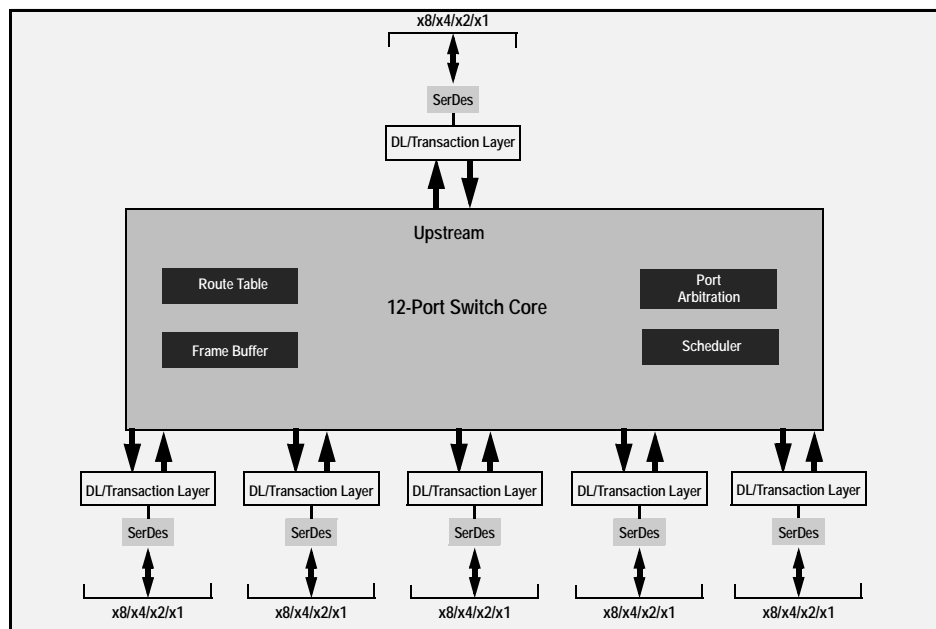 x8/x4/x2/x1
SerDes
DL/Transaction Layer
Upstream
Route Table
Port
Arbitration
12-Port Switch Core
Frame Buffer
Scheduler
DL/Transaction Layer
DL/Transaction Layer
DL/Transaction Layer
DL/Transaction Layer
DL/Transaction Layer
SerDes
SerDes
SerDes
SerDes
SerDes
x8/x4/x2/x1
x8/x4/x2/x1
x8/x4/x2/x1
x8/x4/x2/x1
x8/x4/x2/x1